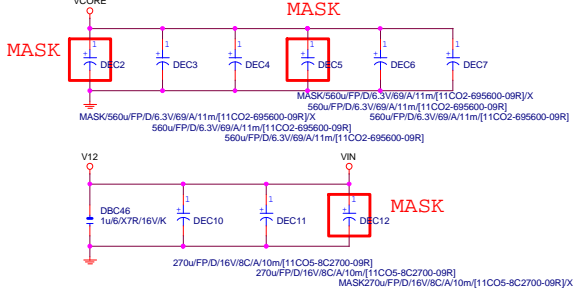 VCORE
MASK
MASK
1
1
1
1
1
1
+
+
+
+
+
+
DEC2
DEC3
DEC4
DEC5
DEC6
DEC7
MASK/560u/FP/D/6.3V/69/A/11m/[11CO2-695600-09R]/X
560u/FP/D/6.3V/69/A/11m/[11CO2-695600-09R]
MASK/560u/FP/D/6.3V/69/A/11m/[11CO2-695600-09R]/X
560u/FP/D/6.3V/69/A/11m/[11CO2-695600-09R]
560u/FP/D/6.3V/69/A/11m/[11CO2-695600-09R]
560u/FP/D/6.3V/69/A/11m/[11CO2-695600-09R]
V12
VIN
1
1
1
MASK
DBC46
1u/6/X7R/16V/K
+
+
+
DEC10
DEC11
DEC12
270u/FP/D/16V/8C/A/10m/[11CO5-8C2700-09R]
270u/FP/D/16V/8C/A/10m/[11CO5-8C2700-09R]
MASK270u/FP/D/16V/8C/A/10m/[11CO5-8C2700-09R]/X